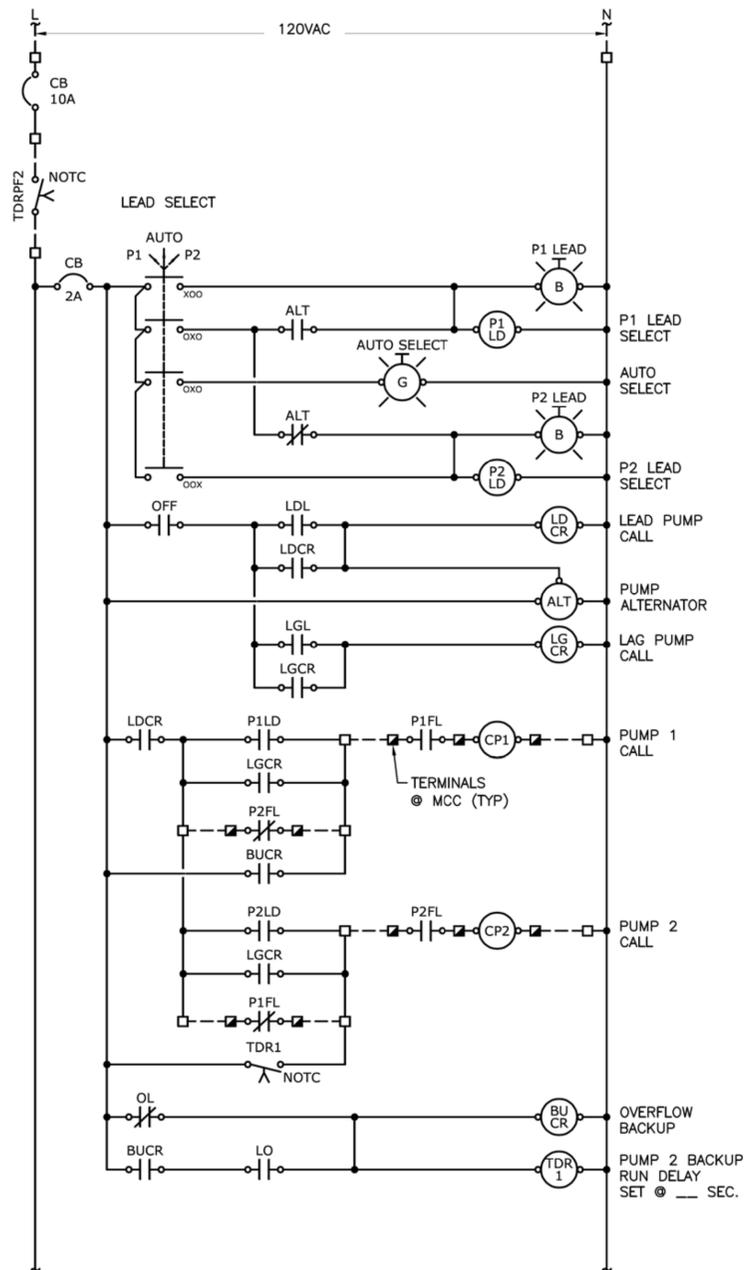 L
N
120VAC
CB
10A
TDRPF2
NOTC
LEAD SELECT
AUTO
P1
P2
CB
2A
XOO
P1 LEAD
B
ALT
OXO
P1
LD
P1 LEAD
SELECT
AUTO SELECT
OXO
G
AUTO
SELECT
P2 LEAD
ALT
B
OOX
P2
LD
P2 LEAD
SELECT
OFF
LDL
LD
CR
LEAD PUMP
CALL
LDCR
ALT
PUMP
ALTERNATOR
LGL
LG
CR
LAG PUMP
CALL
LGCR
LDCR
P1LD
P1FL
CP1
PUMP 1
CALL
LGCR
TERMINALS
@ MCC (TYP)
P2FL
BUCR
P2LD
P2FL
CP2
PUMP 2
CALL
LGCR
P1FL
TDR1
NOTC
OL
BU
CR
OVERFLOW
BACKUP
BUCR
LO
TDR
1
PUMP 2 BACKUP
RUN DELAY
SET @ __ SEC.